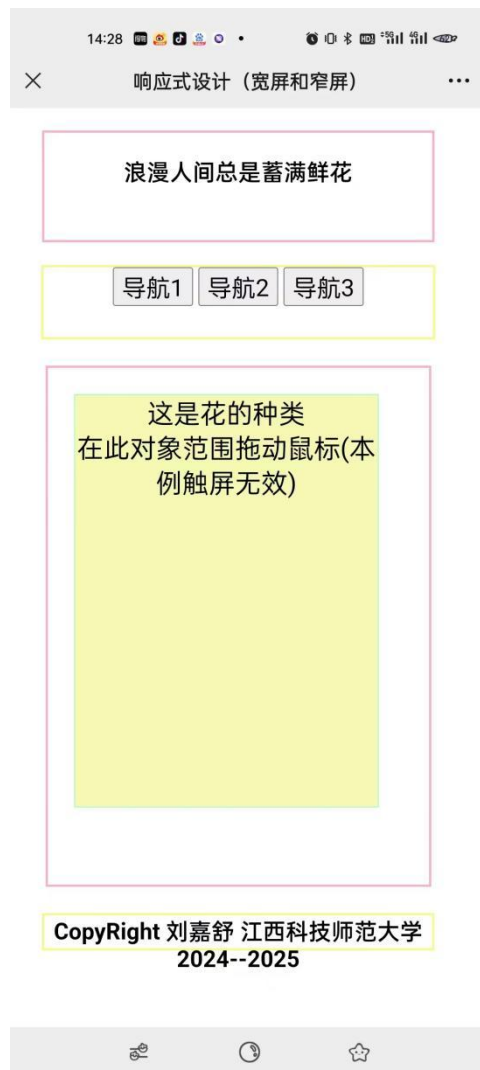 14:28
响应式设计（宽屏和窄屏）
浪漫人间总是蓄满鲜花
导航1 导航2 导航3
这是花的种类
在此对象范围拖动鼠标(本
例触屏无效)
CopyRight 刘嘉舒 江西科技师范大学
2024--2025